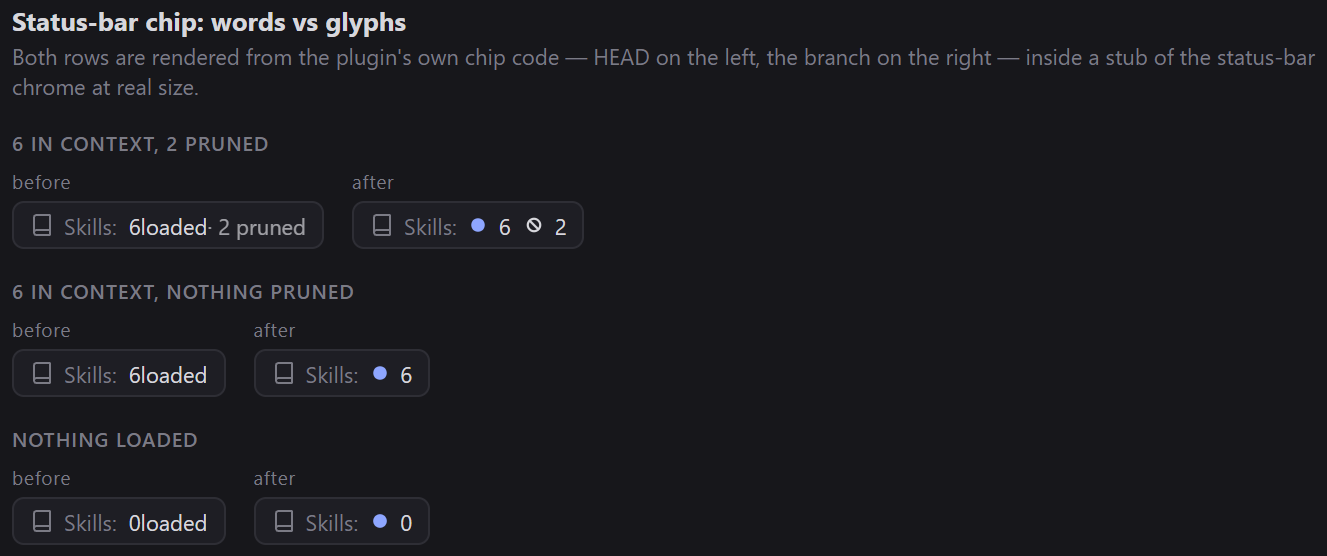 Status-bar chip: words vs glyphs
Both rows are rendered from the plugin's own chip code — HEAD on the left, the branch on the right — inside a stub of the status-bar
chrome at real size.
6 IN CONTEXT, 2 PRUNED
before after
Skills: 6loaded· 2 pruned Skills: 6 2
6 IN CONTEXT, NOTHING PRUNED
before after
Skills: 6loaded Skills: 6
NOTHING LOADED
before after
Skills: 0loaded Skills: 0